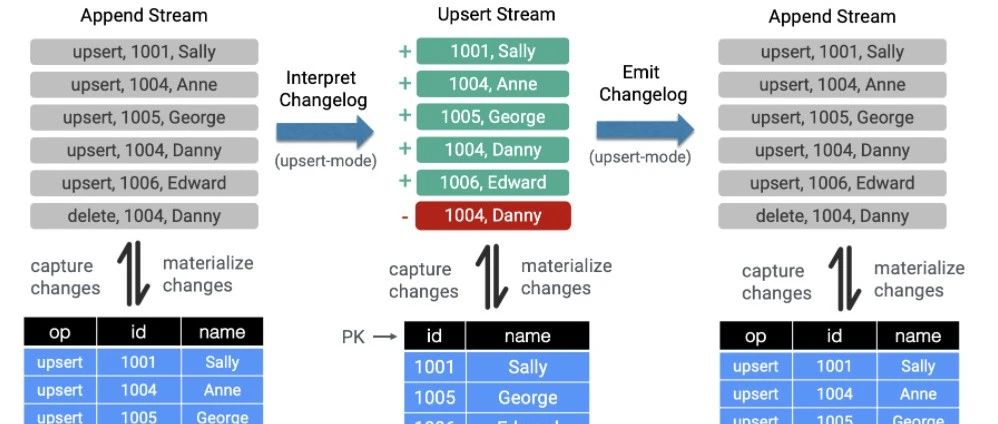 Append Stream
upsert, 1001, Sally
upsert, 1004, Anne
upsert, 1005, George
upsert, 1004, Danny
upsert, 1006, Edward
delete, 1004, Danny
capture
changes
materialize
changes
op id name
upsert 1001 Sally
upsert 1004 Anne
upsert 1005 George
Interpret
Changelog
(upsert-mode)
Upsert Stream
+ 1001, Sally
+ 1004, Anne
+ 1005, George
+ 1004, Danny
+ 1006, Edward
- 1004, Danny
capture
changes
materialize
changes
PK
id name
1001 Sally
1005 George
Emit
Changelog
(upsert-mode)
Append Stream
upsert, 1001, Sally
upsert, 1004, Anne
upsert, 1005, George
upsert, 1004, Danny
upsert, 1006, Edward
delete, 1004, Danny
capture
changes
materialize
changes
op id name
upsert 1001 Sally
upsert 1004 Anne
upsert 1005 George